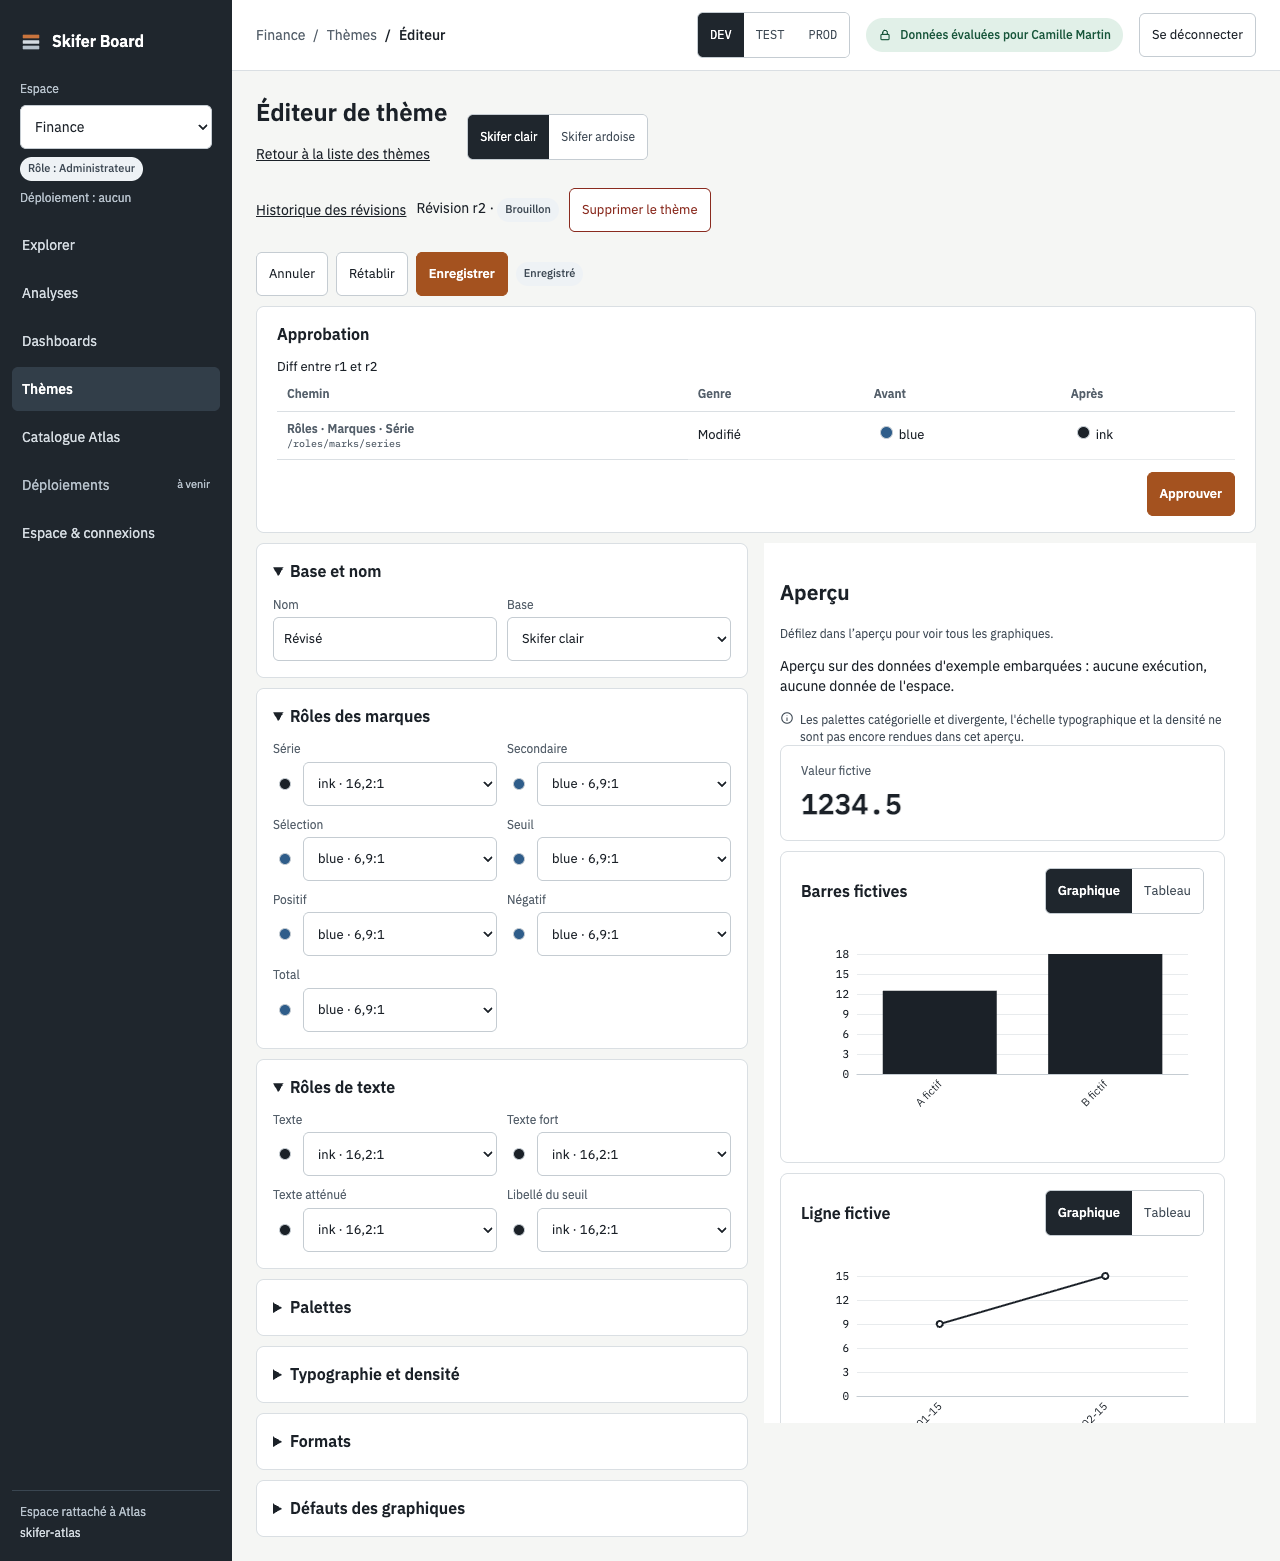 Skifer Board
Espace
Finance
Rôle : Administrateur
Déploiement : aucun
Explorer
Analyses
Dashboards
Thèmes
Catalogue Atlas
Déploiements à venir
Espace & connexions
Espace rattaché à Atlas
skifer-atlas
Finance / Thèmes / Éditeur
DEV TEST PROD
Données évaluées pour Camille Martin
Se déconnecter
Éditeur de thème
Retour à la liste des thèmes
Skifer clair Skifer ardoise
Historique des révisions Révision r2 · Brouillon
Supprimer le thème
Annuler Rétablir Enregistrer Enregistré
Approbation
Diff entre r1 et r2
Chemin Genre Avant Après
Rôles · Marques · Série
/roles/marks/series
Modifié blue ink
Approuver
Base et nom
Nom Base
Révisé Skifer clair
Rôles des marques
Série Secondaire
ink · 16,2:1 blue · 6,9:1
Sélection Seuil
blue · 6,9:1 blue · 6,9:1
Positif Négatif
blue · 6,9:1 blue · 6,9:1
Total
blue · 6,9:1
Rôles de texte
Texte Texte fort
ink · 16,2:1 ink · 16,2:1
Texte atténué Libellé du seuil
ink · 16,2:1 ink · 16,2:1
Palettes
Typographie et densité
Formats
Défauts des graphiques
Aperçu
Défilez dans l'aperçu pour voir tous les graphiques.
Aperçu sur des données d'exemple embarquées : aucune exécution,
aucune donnée de l'espace.
Les palettes catégorielle et divergente, l'échelle typographique et la densité ne
sont pas encore rendues dans cet aperçu.
Valeur fictive
1234.5
Barres fictives
Graphique Tableau
18
15
12
9
6
3
0
A fictif B fictif
Ligne fictive
Graphique Tableau
15
12
9
6
3
0
01-15 02-15